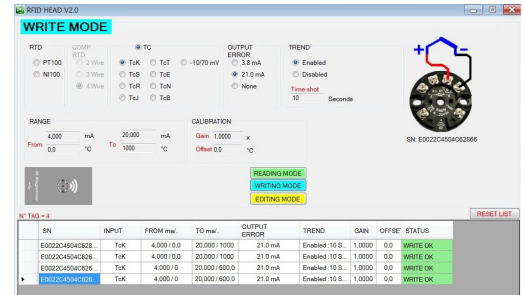 RFID HEAD V2.0
WRITE MODE
RTD
COMP RTD
TC
OUTPUT ERROR
TREND
PT100
2 Wire
TcK
TcT
-10/70 mV
3.8 mA
Enabled
NI100
3 Wire
TcS
TcE
21.0 mA
Disabled
4 Wire
TcR
TcN
None
Time shot
TcJ
TcB
10 Seconds
RANGE
CALIBRATION
4,000 mA
20,000 mA
Gain 1,0000 x
From 0,0 °C
To 1000 °C
Offset 0,0 °C
SN: E0022C4504C62866
READING MODE
WRITING MODE
EDITING MODE
N° TAG = 4
RESET LIST
SN INPUT FROM ma/.. TO ma/.. OUTPUT ERROR TREND GAIN OFFSE STATUS
E0022C4504C628... TcK 4,000 / 0,0 20,000 / 1000 21.0 mA Enabled :10 S... 1,0000 0,0 WRITE OK
E0022C4504C626... TcK 4,000 / 0,0 20,000 / 1000 21.0 mA Enabled :10 S... 1,0000 0,0 WRITE OK
E0022C4504C626... TcK 4,000 / 0 20,000 / 600,0 21.0 mA Enabled :10 S... 1,0000 0,0 WRITE OK
E0022C4504C626... TcK 4,000 / 0 20,000 / 600,0 21.0 mA Enabled :10 S... 1,0000 0,0 WRITE OK